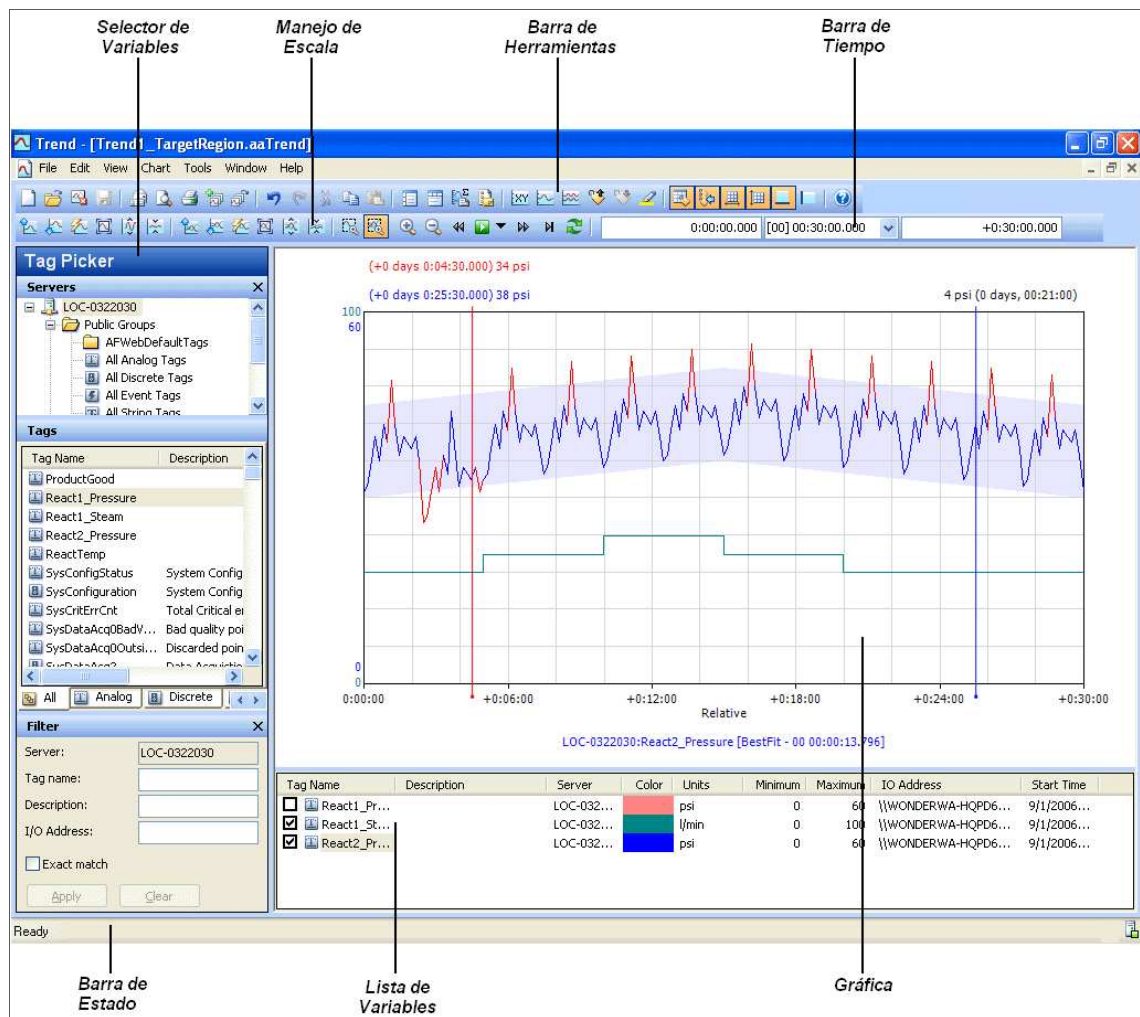 Selector de
Variables
Manejo de
Escala
Barra de
Herramientas
Barra de
Tiempo
Trend - [Trend1_TargetRegion.aaTrend]
File Edit View Chart Tools Window Help
0:00:00.000 [00] 00:30:00.000 +0:30:00.000
Tag Picker
Servers
LOC-0322030
Public Groups
AFWebDefaultTags
All Analog Tags
All Discrete Tags
All Event Tags
All String Tags
Tags
Tag Name Description
ProductGood
React1_Pressure
React1_Steam
React2_Pressure
ReactTemp
SysConfigStatus System Config
SysConfiguration System Config
SysCritErrCnt Total Critical er
SysDataAcq0BadV... Bad quality poi
SysDataAcq0Outsi... Discarded poin
SysDataAcq2 Data Acquistio
All Analog Discrete
Filter
Server: LOC-0322030
Tag name:
Description:
I/O Address:
Exact match
Apply Clear
(+0 days 0:04:30.000) 34 psi
(+0 days 0:25:30.000) 38 psi
4 psi (0 days, 00:21:00)
100
60
0
0
0:00:00 +0:06:00 +0:12:00 +0:18:00 +0:24:00 +0:30:00
Relative
LOC-0322030:React2_Pressure [BestFit - 00 00:00:13.796]
Tag Name Description Server Color Units Minimum Maximum IO Address Start Time
React1_Pr... LOC-032... psi 0 60 \\WONDERWA-HQPD6... 9/1/2006...
React1_St... LOC-032... l/min 0 100 \\WONDERWA-HQPD6... 9/1/2006...
React2_Pr... LOC-032... psi 0 60 \\WONDERWA-HQPD6... 9/1/2006...
Ready
Barra de
Estado
Lista de
Variables
Gráfica